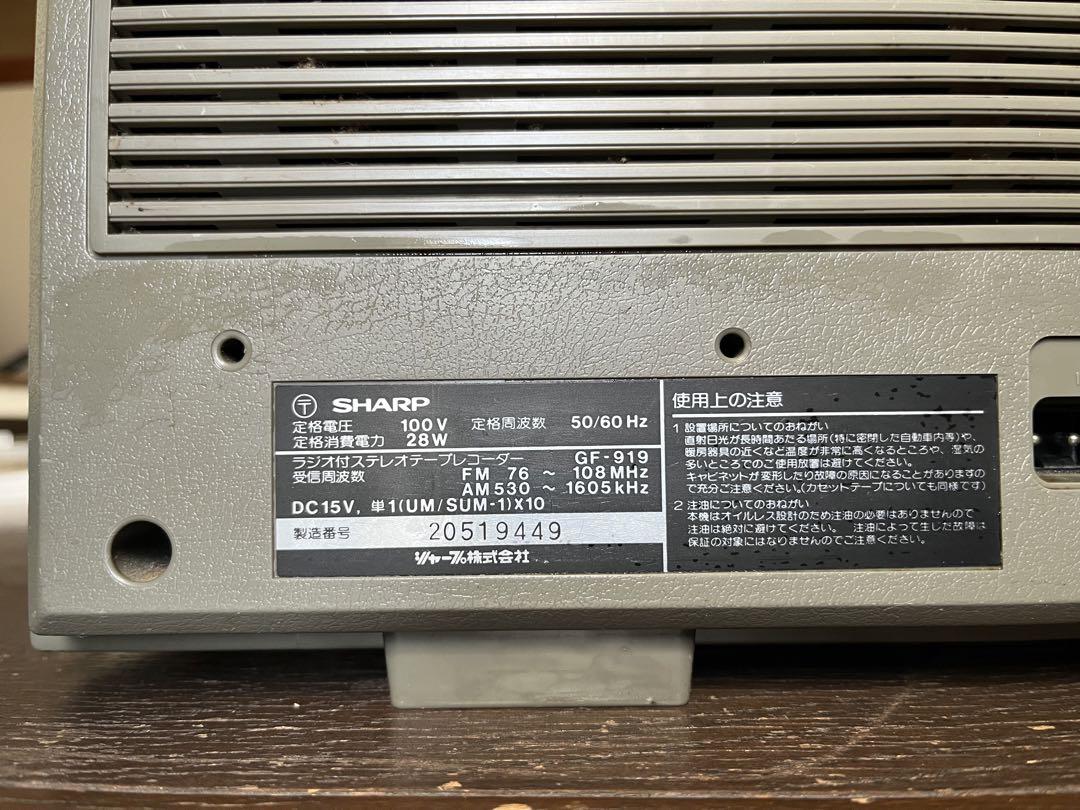 〒 SHARP
定格電圧 100V 定格周波数 50/60Hz
定格消費電力 28W
ラジオ付ステレオテープレコーダー GF-919
受信周波数 FM 76 ~ 108MHz
AM 530 ~ 1605kHz
DC15V, 単1(UM/SUM-1)X10
製造番号 20519449
シャープ株式会社
使用上の注意
1 設置場所についてのおねがい
直射日光が長時間あたる場所(特に密閉した自動車内等)や、
暖房器具の近くなど温度が非常に高くなるところや、湿気の
多いところでのご使用放置は避けてください。
キャビネットが変形したり故障の原因になることがありますの
で充分ご注意ください。(カセットテープについても同様です)
2 注油についてのおねがい
本機はオイルレス設計のため注油の必要はありませんので
注油は絶対に避けてください。 注油によって生じた故障は
保証の対象にはなりませんのでご注意ください。